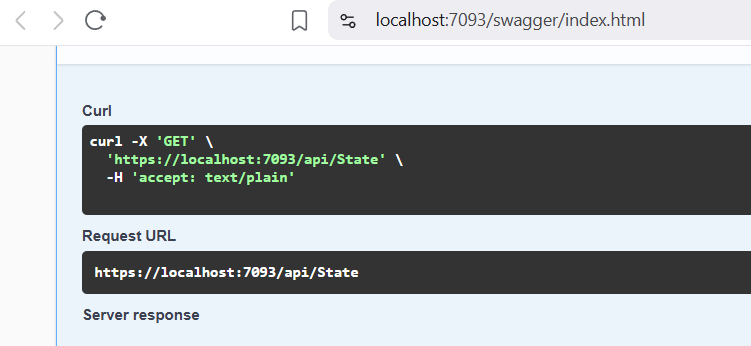 localhost:7093/swagger/index.html
Curl
curl -X 'GET' \
  'https://localhost:7093/api/State' \
  -H 'accept: text/plain'
Request URL
https://localhost:7093/api/State
Server response